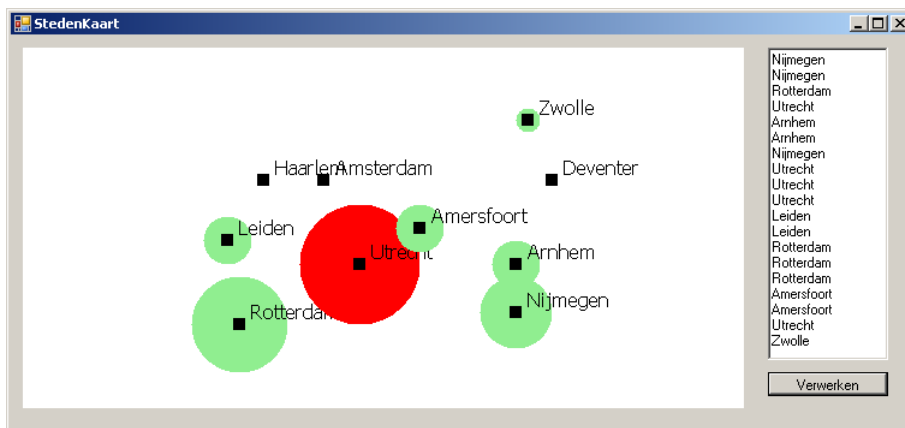 StedenKaart
Zwolle
Haarlem
Amsterdam
Deventer
Amersfoort
Leiden
Utrecht
Arnhem
Nijmegen
Rotterdam
Nijmegen
Nijmegen
Rotterdam
Utrecht
Arnhem
Arnhem
Nijmegen
Utrecht
Utrecht
Utrecht
Leiden
Leiden
Rotterdam
Rotterdam
Rotterdam
Amersfoort
Amersfoort
Utrecht
Zwolle
Verwerken